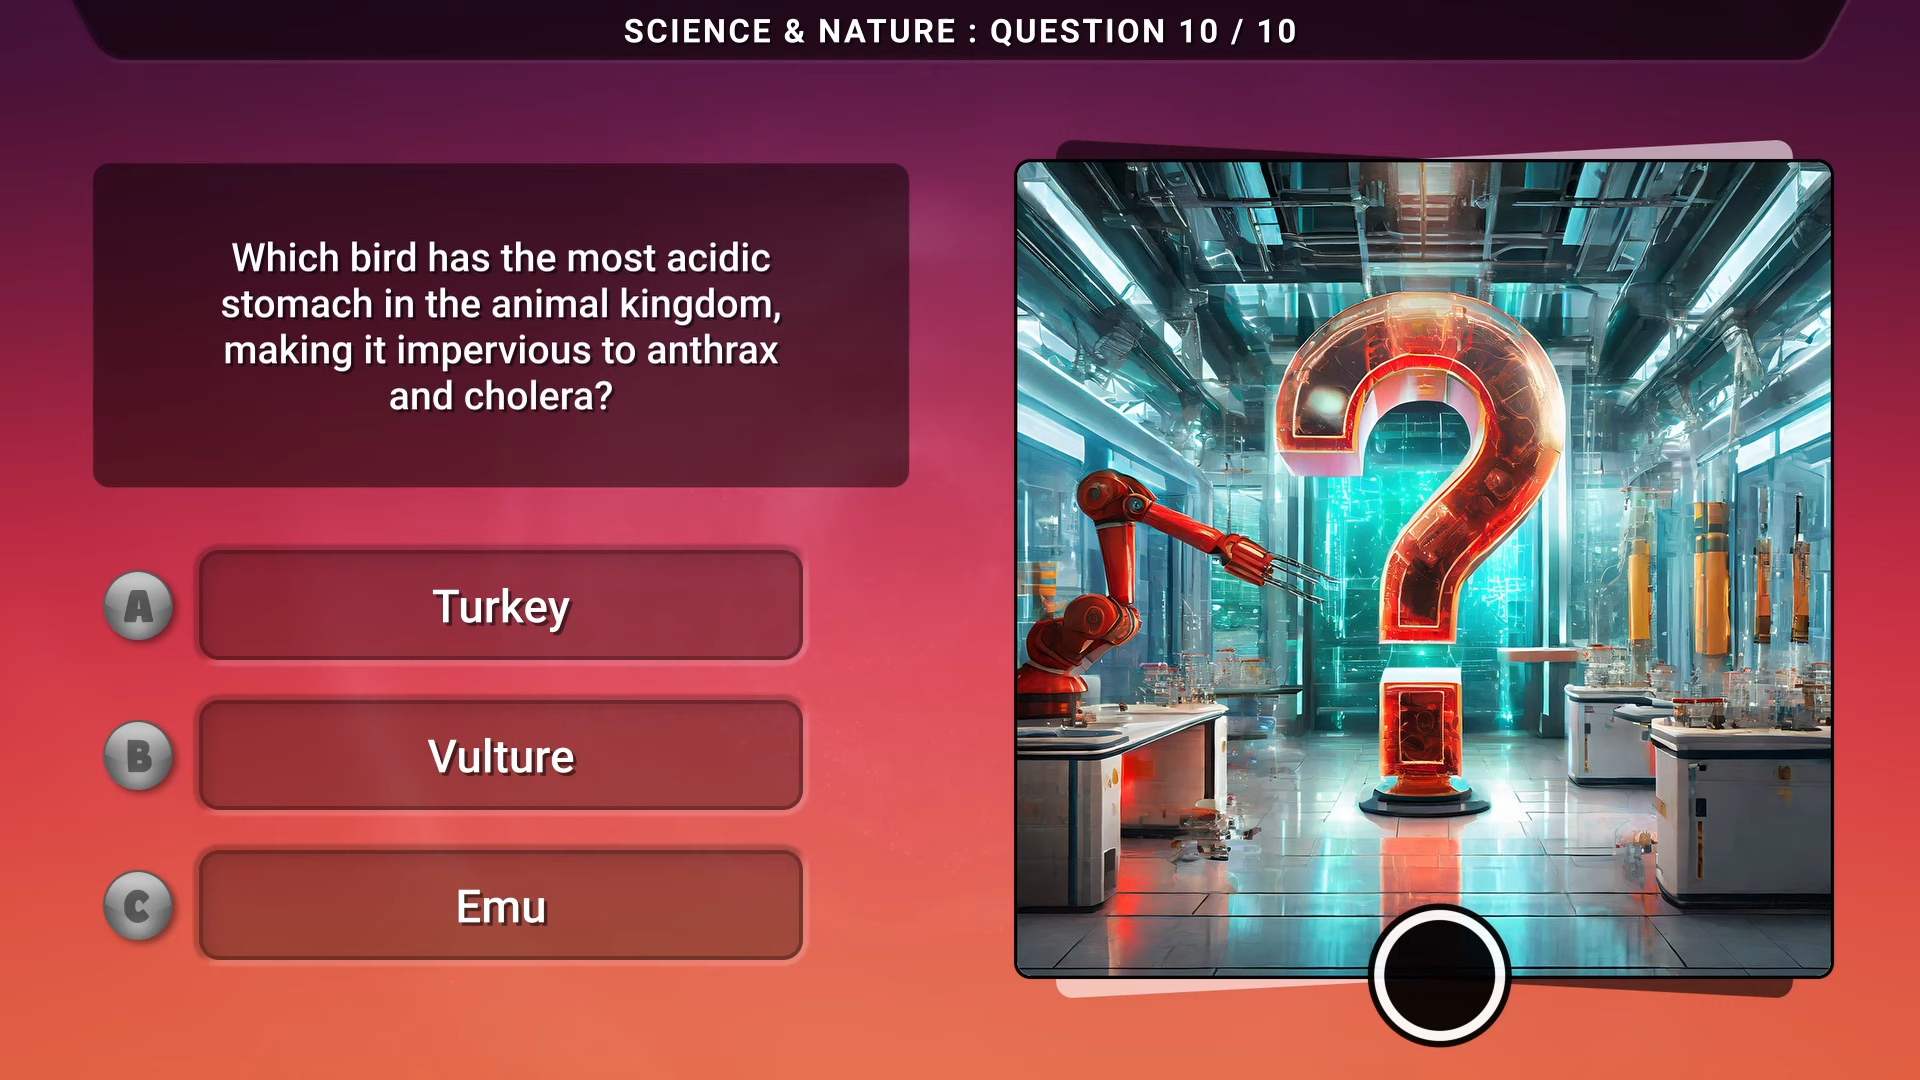 SCIENCE & NATURE : QUESTION 10 / 10
Which bird has the most acidic
stomach in the animal kingdom,
making it impervious to anthrax
and cholera?
A
Turkey
B
Vulture
C
Emu